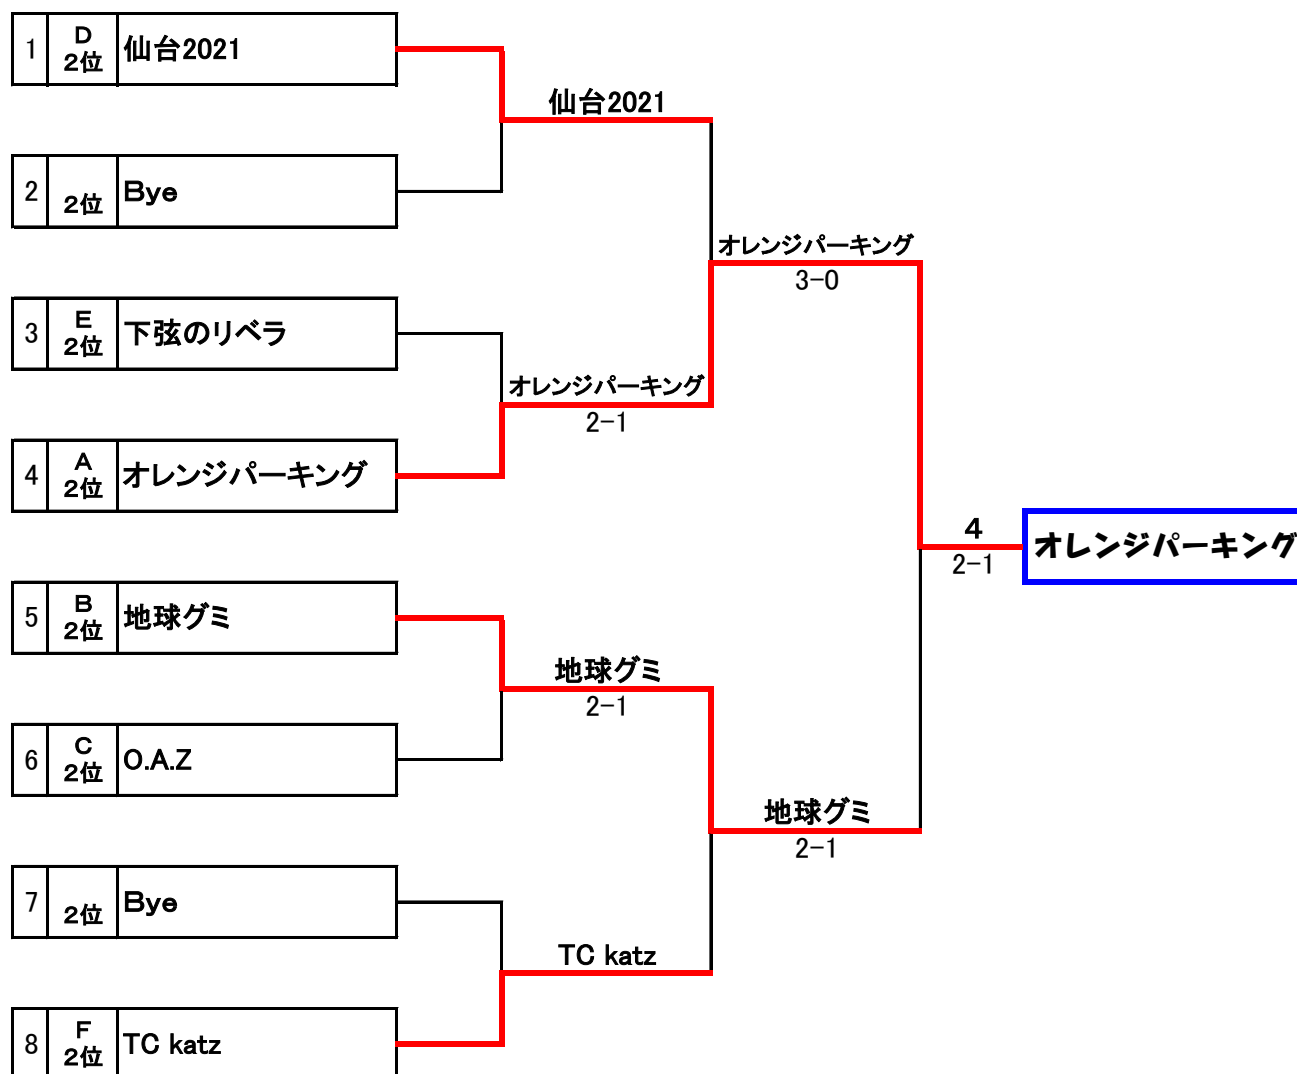 1 D 2位 仙台2021
仙台2021
2 2位 Bye
オレンジパーキング
3-0
3 E 2位 下弦のリベラ
オレンジパーキング
2-1
4 A 2位 オレンジパーキング
4
2-1
オレンジパーキング
5 B 2位 地球グミ
地球グミ
2-1
6 C 2位 O.A.Z
地球グミ
2-1
7 2位 Bye
TC katz
8 F 2位 TC katz